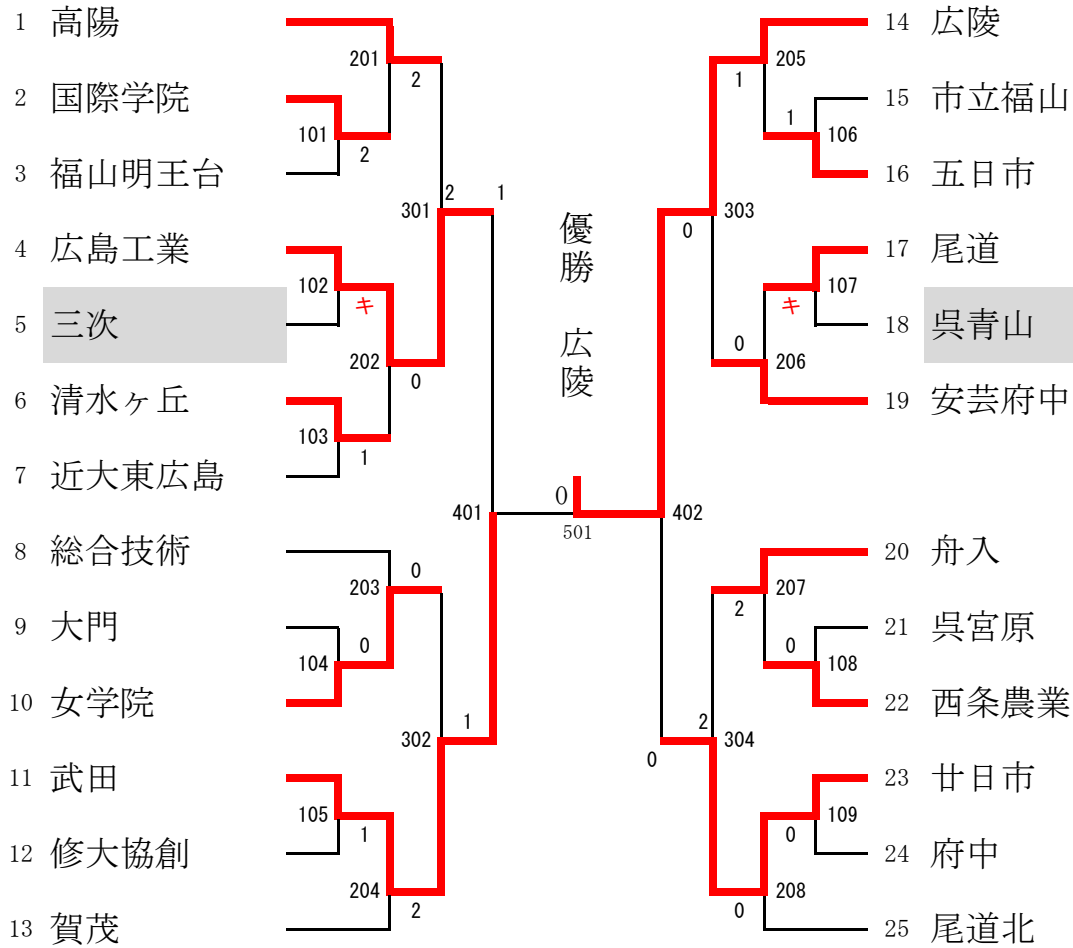 1 高陽
2 国際学院
3 福山明王台
4 広島工業
5 三次
6 清水ヶ丘
7 近大東広島
8 総合技術
9 大門
10 女学院
11 武田
12 修大協創
13 賀茂
201
2
101
2
2
1
301
102
キ
202
0
103
1
401
0
203
0
104
1
302
105
1
204
2
優勝 広陵
0
501
205
1
1
106
303
0
107
キ
0
206
402
207
2
0
108
2
304
0
109
0
208
0
14 広陵
15 市立福山
16 五日市
17 尾道
18 呉青山
19 安芸府中
20 舟入
21 呉宮原
22 西条農業
23 廿日市
24 府中
25 尾道北